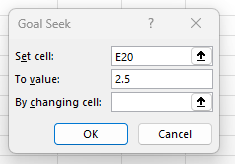 Goal Seek ? ×
Set cell: E20
To value: 2.5
By changing cell:
OK Cancel